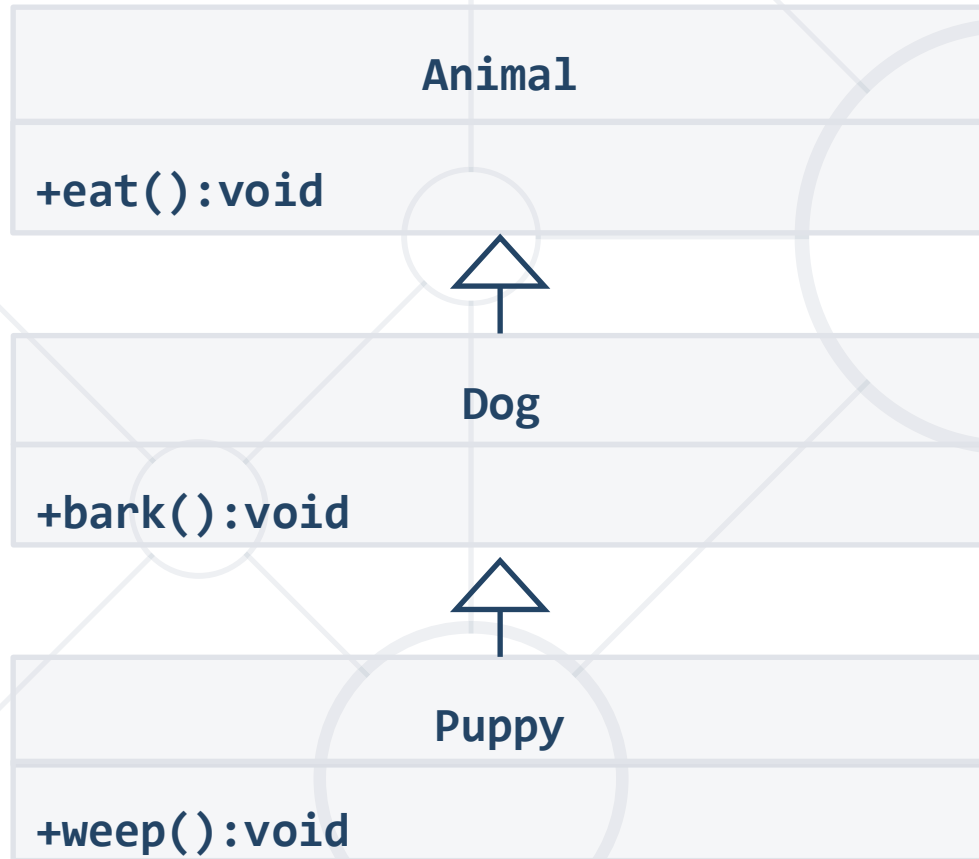 Animal
+eat():void
Dog
+bark():void
Puppy
+weep():void